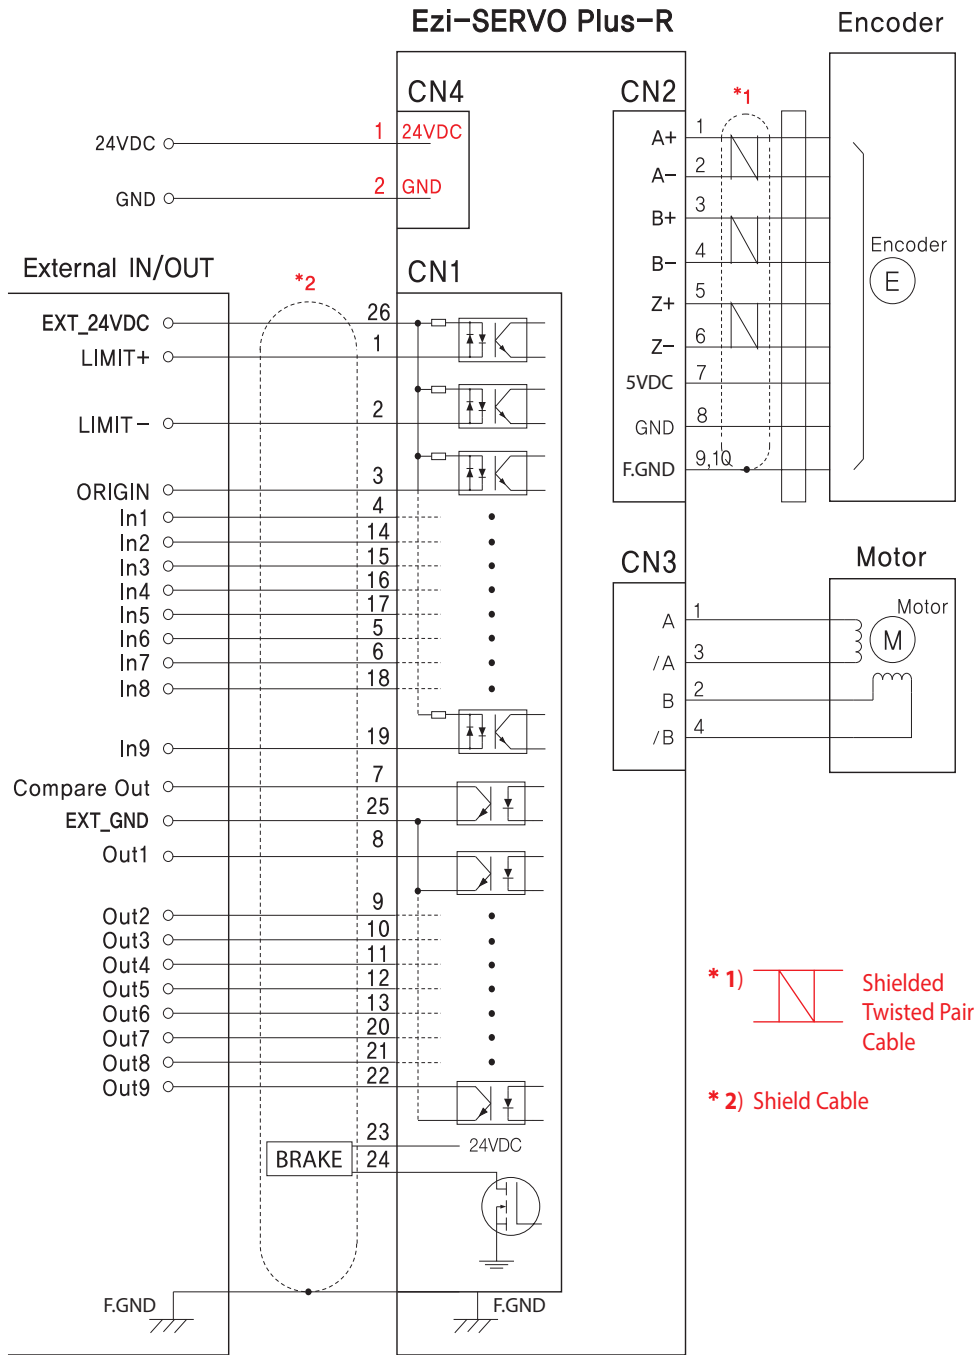 Ezi-SERVO Plus-R
Encoder
CN4
24VDC 1 24VDC
GND 2 GND
CN2
*1
A+ 1
A- 2
B+ 3
B- 4
Z+ 5
Z- 6
5VDC 7
GND 8
F.GND 9,10
Encoder
E
External IN/OUT
*2
CN1
EXT_24VDC 26
LIMIT+ 1
LIMIT- 2
ORIGIN 3
In1 4
In2 14
In3 15
In4 16
In5 17
In6 5
In7 6
In8 18
In9 19
Compare Out 7
EXT_GND 25
Out1 8
Out2 9
Out3 10
Out4 11
Out5 12
Out6 13
Out7 20
Out8 21
Out9 22
BRAKE
23 24VDC
24
F.GND
F.GND
CN3
Motor
A 1
/A 3
B 2
/B 4
Motor
M
* 1) Shielded
Twisted Pair
Cable
* 2) Shield Cable